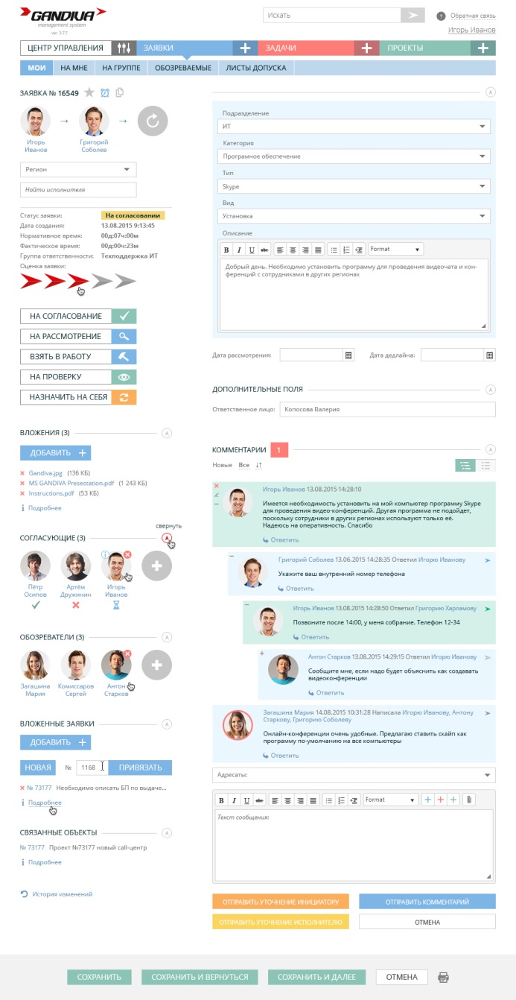 GANDIVA
management system
ver. 3.7.7
Искать
?
Обратная связь
Игорь Иванов
ЦЕНТР УПРАВЛЕНИЯ
ЗАЯВКИ
ЗАДАЧИ
ПРОЕКТЫ
МОИ
НА МНЕ
НА ГРУППЕ
ОБОЗРЕВАЕМЫЕ
ЛИСТЫ ДОПУСКА
ЗАЯВКА № 16549
Игорь
Иванов
Григорий
Соболев
Регион
Найти исполнителя
Статус заявки: На согласовании
Дата создания: 13.08.2015 9:13:45
Нормативное время: 00д:07ч:00м
Фактическое время: 00д:00ч:23м
Группа ответственности: Техподдержка ИТ
Оценка заявки:
НА СОГЛАСОВАНИЕ
НА РАССМОТРЕНИЕ
ВЗЯТЬ В РАБОТУ
НА ПРОВЕРКУ
НАЗНАЧИТЬ НА СЕБЯ
ВЛОЖЕНИЯ (3)
ДОБАВИТЬ +
Gandiva.jpg (136 КБ)
MS GANDIVA Presestation.pdf (1 243 КБ)
Instructions.pdf (53 КБ)
Подробнее
свернуть
СОГЛАСУЮЩИЕ (3)
Пётр
Осипов
Артём
Дружинин
Игорь
Иванов
ОБОЗРЕВАТЕЛИ (3)
Загашина
Мария
Комиссаров
Сергей
Антон
Старков
ВЛОЖЕННЫЕ ЗАЯВКИ
ДОБАВИТЬ +
НОВАЯ
№ 1168
ПРИВЯЗАТЬ
№ 73177 Необходимо описать БП по выдаче...
Подробнее
СВЯЗАННЫЕ ОБЪЕКТЫ
№ 73177 Проект №73177 новый call-центр
Подробнее
История изменений
Подразделение
ИТ
Категория
Програмное обеспечение
Тип
Skype
Вид
Установка
Описание
B I U abc Format
Добрый день. Необходимо установить программу для проведения видеочата и кон-
ференций с сотрудниками в других регионах
Дата рассмотрения:
Дата дедлайна:
ДОПОЛНИТЕЛЬНЫЕ ПОЛЯ
Ответственное лицо: Копосова Валерия
КОММЕНТАРИИ 1
Новые Все
Игорь Иванов 13.08.2015 14:28:10
Имеется необходимость установить на мой компьютер программу Skype
для проведения видео-конференций. Другая программа не подойдет,
поскольку сотрудники в других регионах используют только её.
Надеюсь на оперативность. Спасибо
Ответить
Григорий Соболев 13.06.2015 14:28:35 Ответил Игорю Иванову
Укажите ваш внутренний номер телефона
Ответить
Игорь Иванов 13.08.2015 14:28:50 Ответил Григорию Харламову
Позвоните после 14:00, у меня собрание. Телефон 12-34
Ответить
Антон Старков 13.08.2015 14:29:15 Ответил Игорю Иванову
Сообщите мне, если надо будет объяснить как создавать
видеоконференции
Ответить
Загашина Мария 14.08.2015 10:31:28 Написала Игорю Иванову, Антону
Старкову, Григорию Соболеву
Онлайн-конференции очень удобные. Предлагаю ставить скайп как
программу по-умолчанию на все компьютеры
Ответить
Адресаты:
B I U abc Format
Текст сообщения:
ОТПРАВИТЬ УТОЧНЕНИЕ ИНИЦИАТОРУ
ОТПРАВИТЬ КОММЕНТАРИЙ
ОТПРАВИТЬ УТОЧНЕНИЕ ИСПОЛНИТЕЛЮ
ОТМЕНА
СОХРАНИТЬ
СОХРАНИТЬ И ВЕРНУТЬСЯ
СОХРАНИТЬ И ДАЛЕЕ
ОТМЕНА